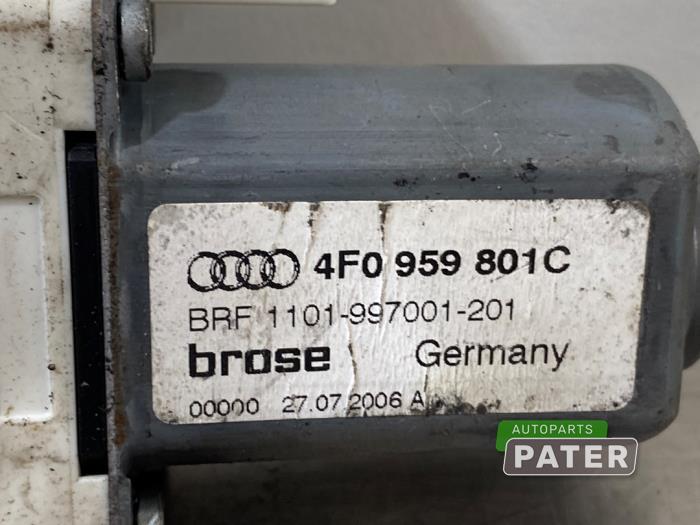 4F0 959 801C
BRF 1101-997001-201
brose Germany
00000 27.07.2006 A
AUTOPARTS
PATER